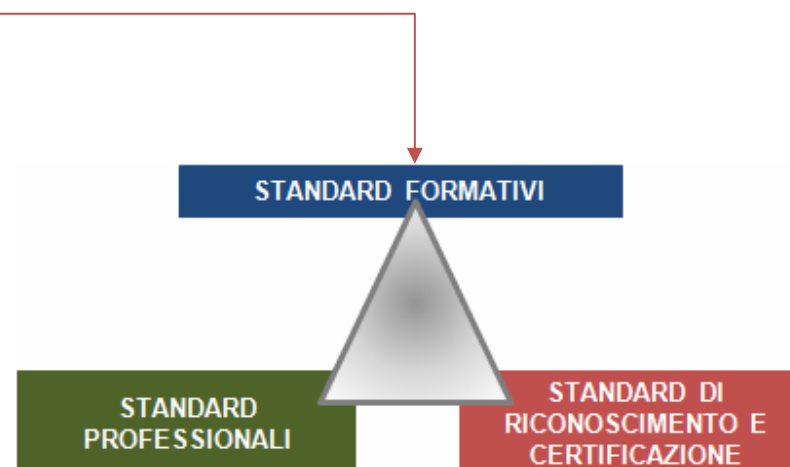 STANDARD FORMATIVI
STANDARD
PROFESSIONALI
STANDARD DI
RICONOSCIMENTO E
CERTIFICAZIONE